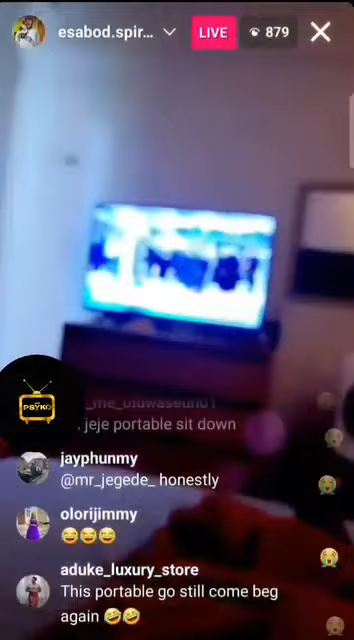 esabod.spir...
LIVE
879
PSYKO
. jeje portable sit down
jayphunmy
@mr_jegede_ honestly
olorijimmy
😂😂😂
aduke_luxury_store
This portable go still come beg
again 🤣🤣